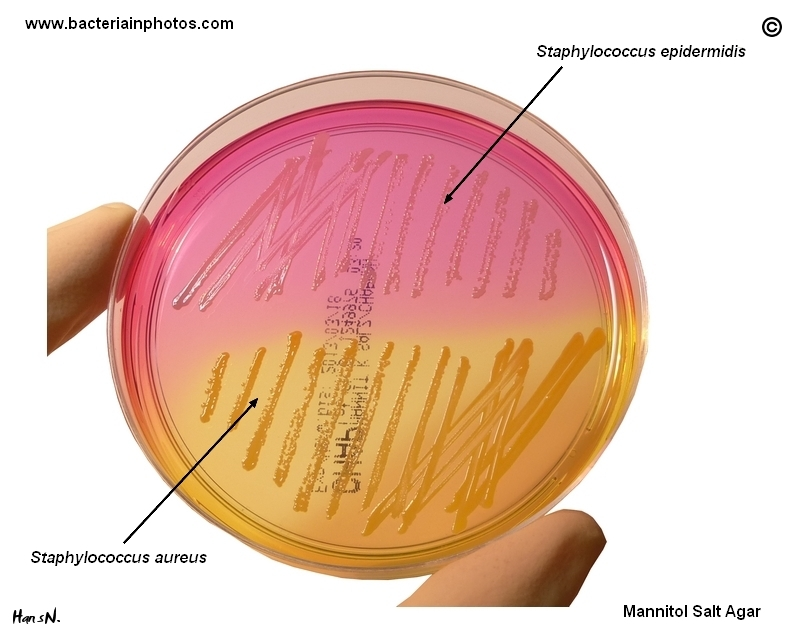 www.bacteriainphotos.com
©
Staphylococcus epidermidis
Staphylococcus aureus
HansN.
Mannitol Salt Agar